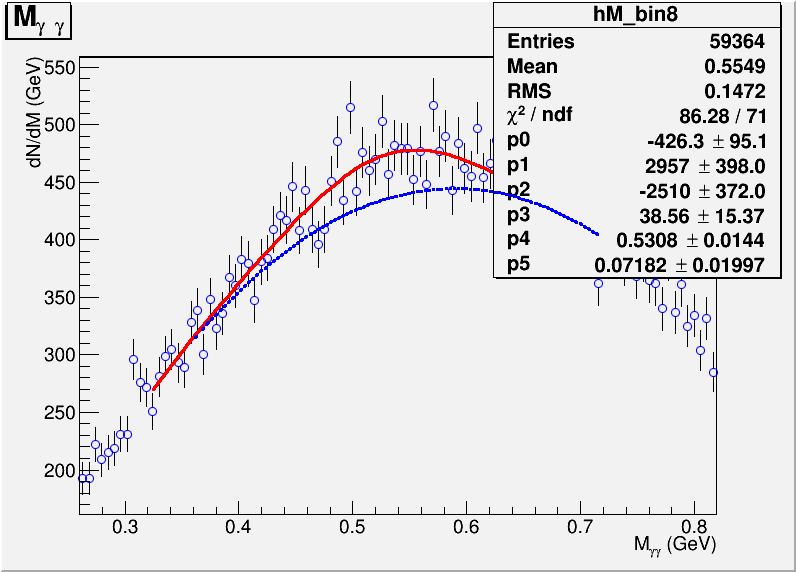 M_γ γ
hM_bin8
Entries 59364
Mean 0.5549
RMS 0.1472
χ² / ndf 86.28 / 71
p0 -426.3 ± 95.1
p1 2957 ± 398.0
p2 -2510 ± 372.0
p3 38.56 ± 15.37
p4 0.5308 ± 0.0144
p5 0.07182 ± 0.01997
dN/dM (GeV)
550
500
450
400
350
300
250
200
0.3 0.4 0.5 0.6 0.7 0.8
M_γγ (GeV)